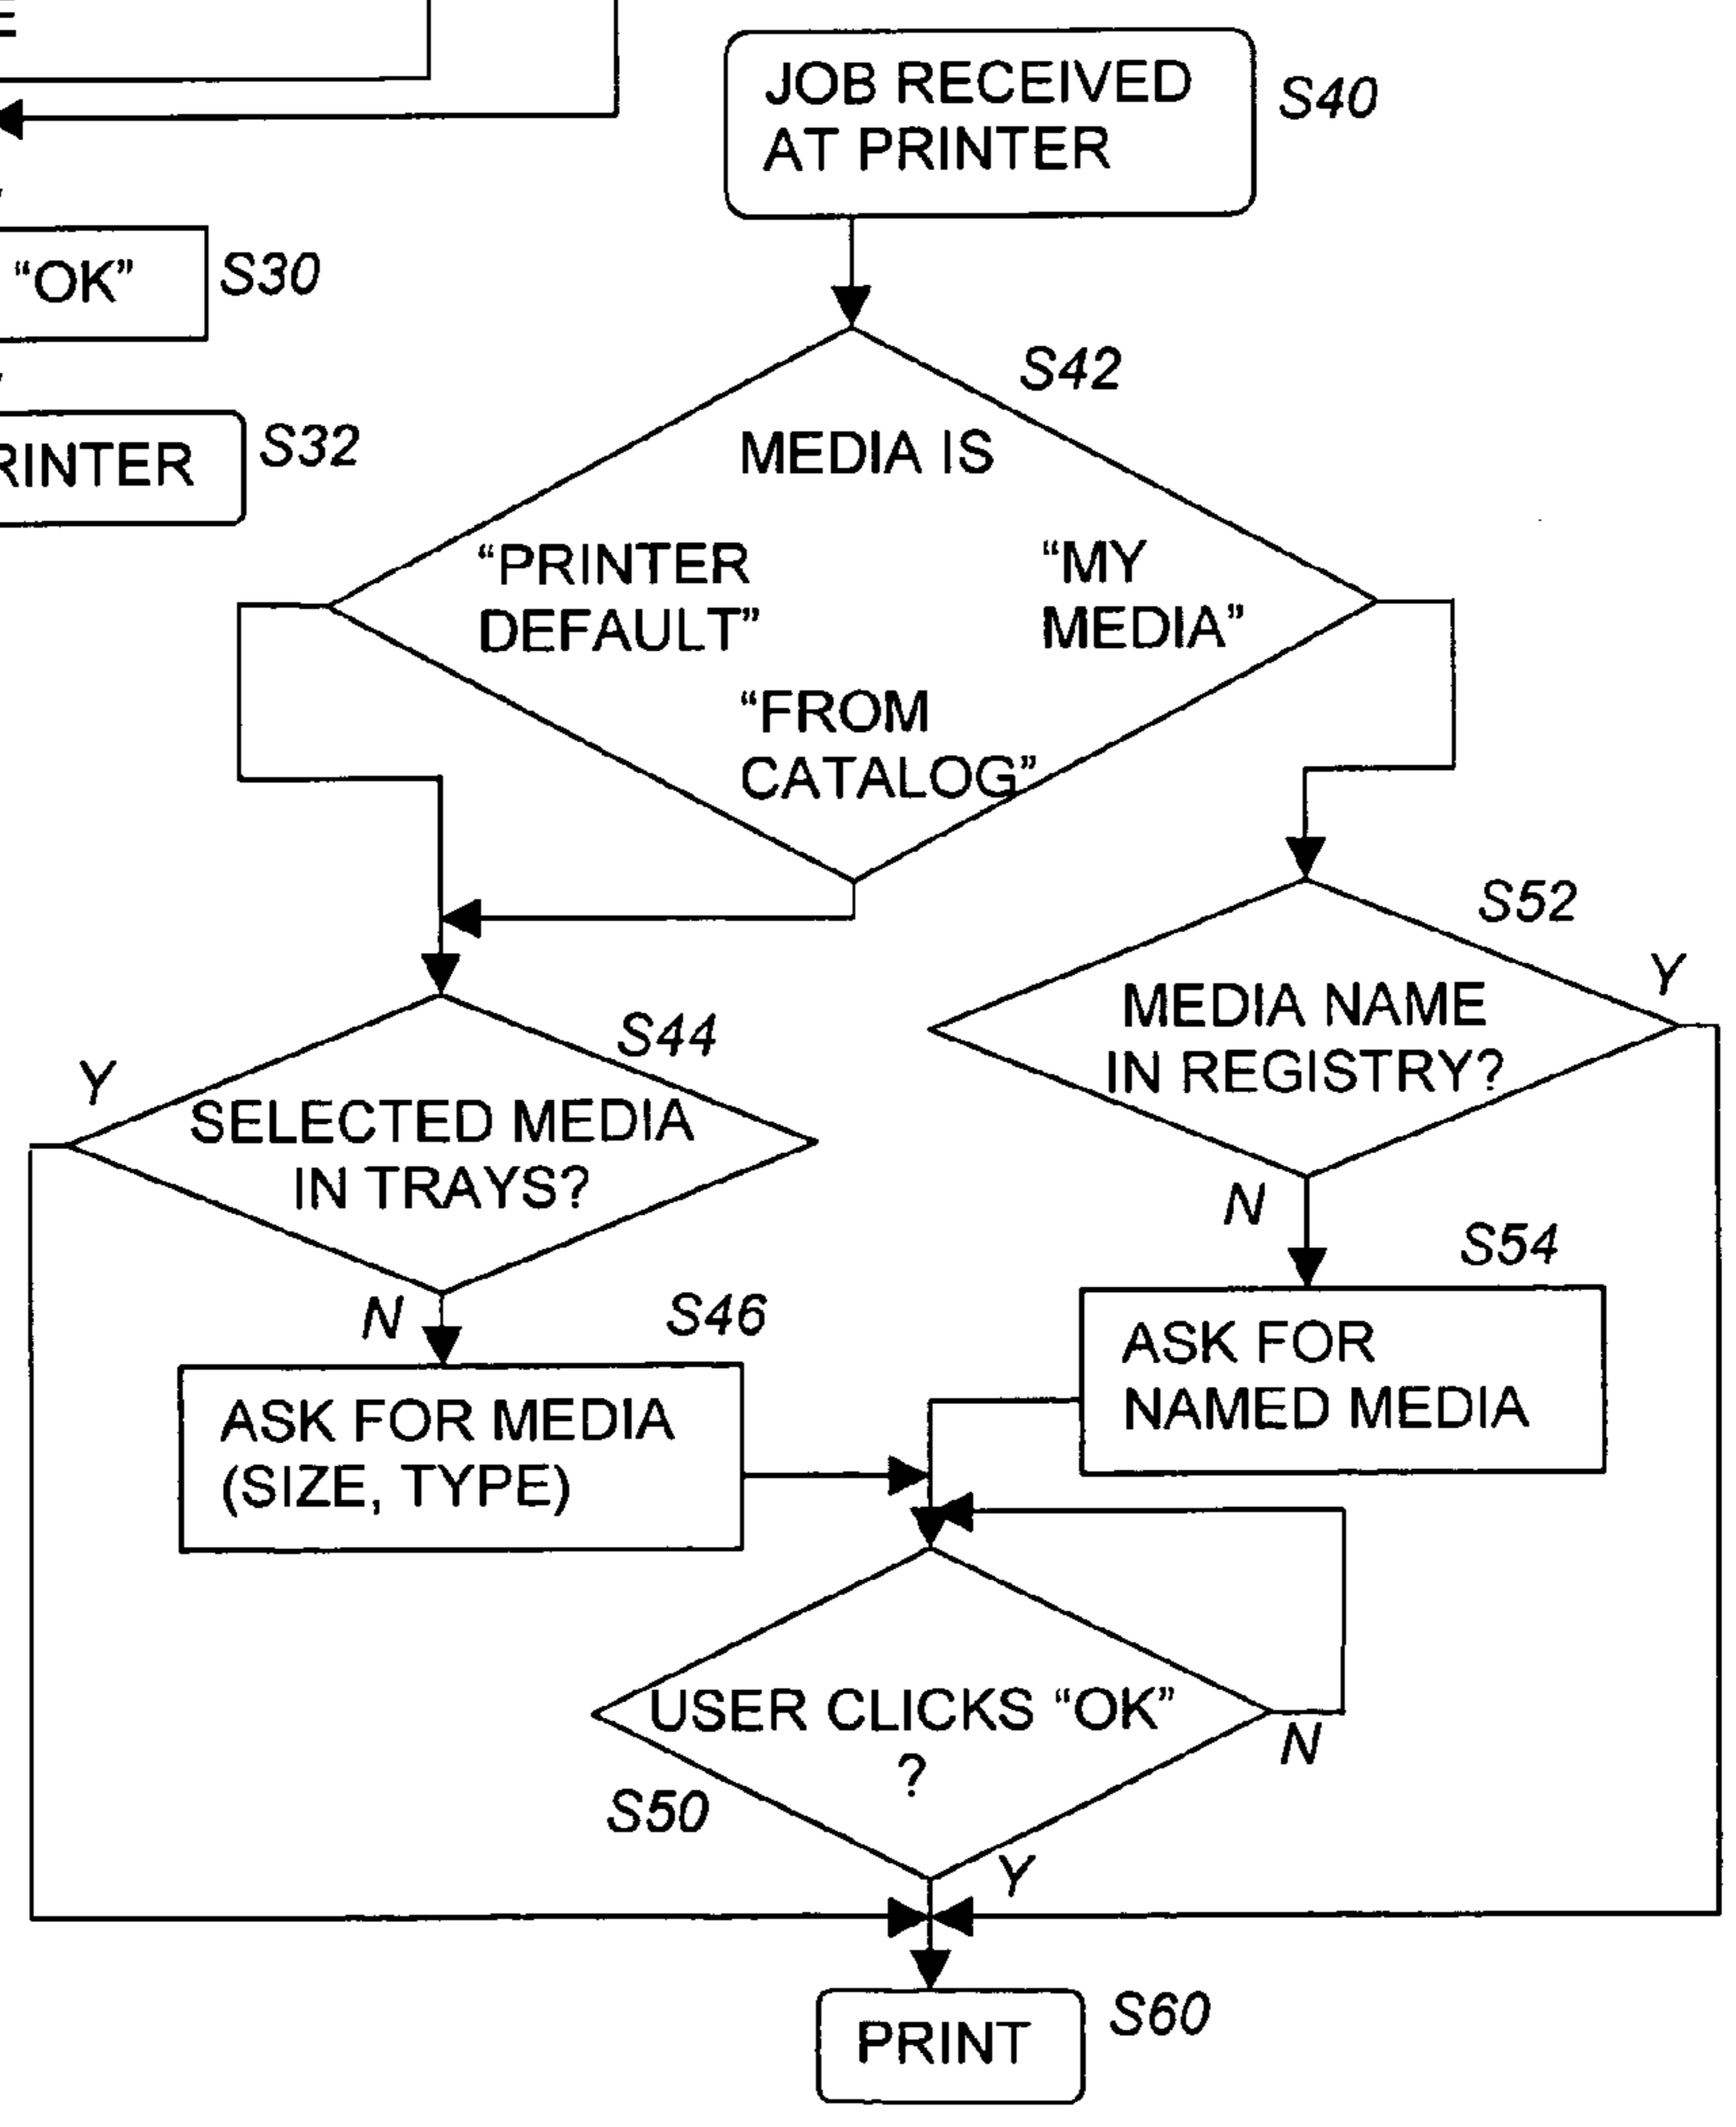 JOB RECEIVED
AT PRINTER
S40
"OK"
S30
S32
S42
MEDIA IS
"PRINTER
DEFAULT"
"MY
MEDIA"
"FROM
CATALOG"
S52
MEDIA NAME
IN REGISTRY?
Y
S44
Y
SELECTED MEDIA
IN TRAYS?
N
S54
N
S46
ASK FOR
NAMED MEDIA
ASK FOR MEDIA
(SIZE, TYPE)
USER CLICKS "OK"
?
N
S50
Y
PRINT
S60